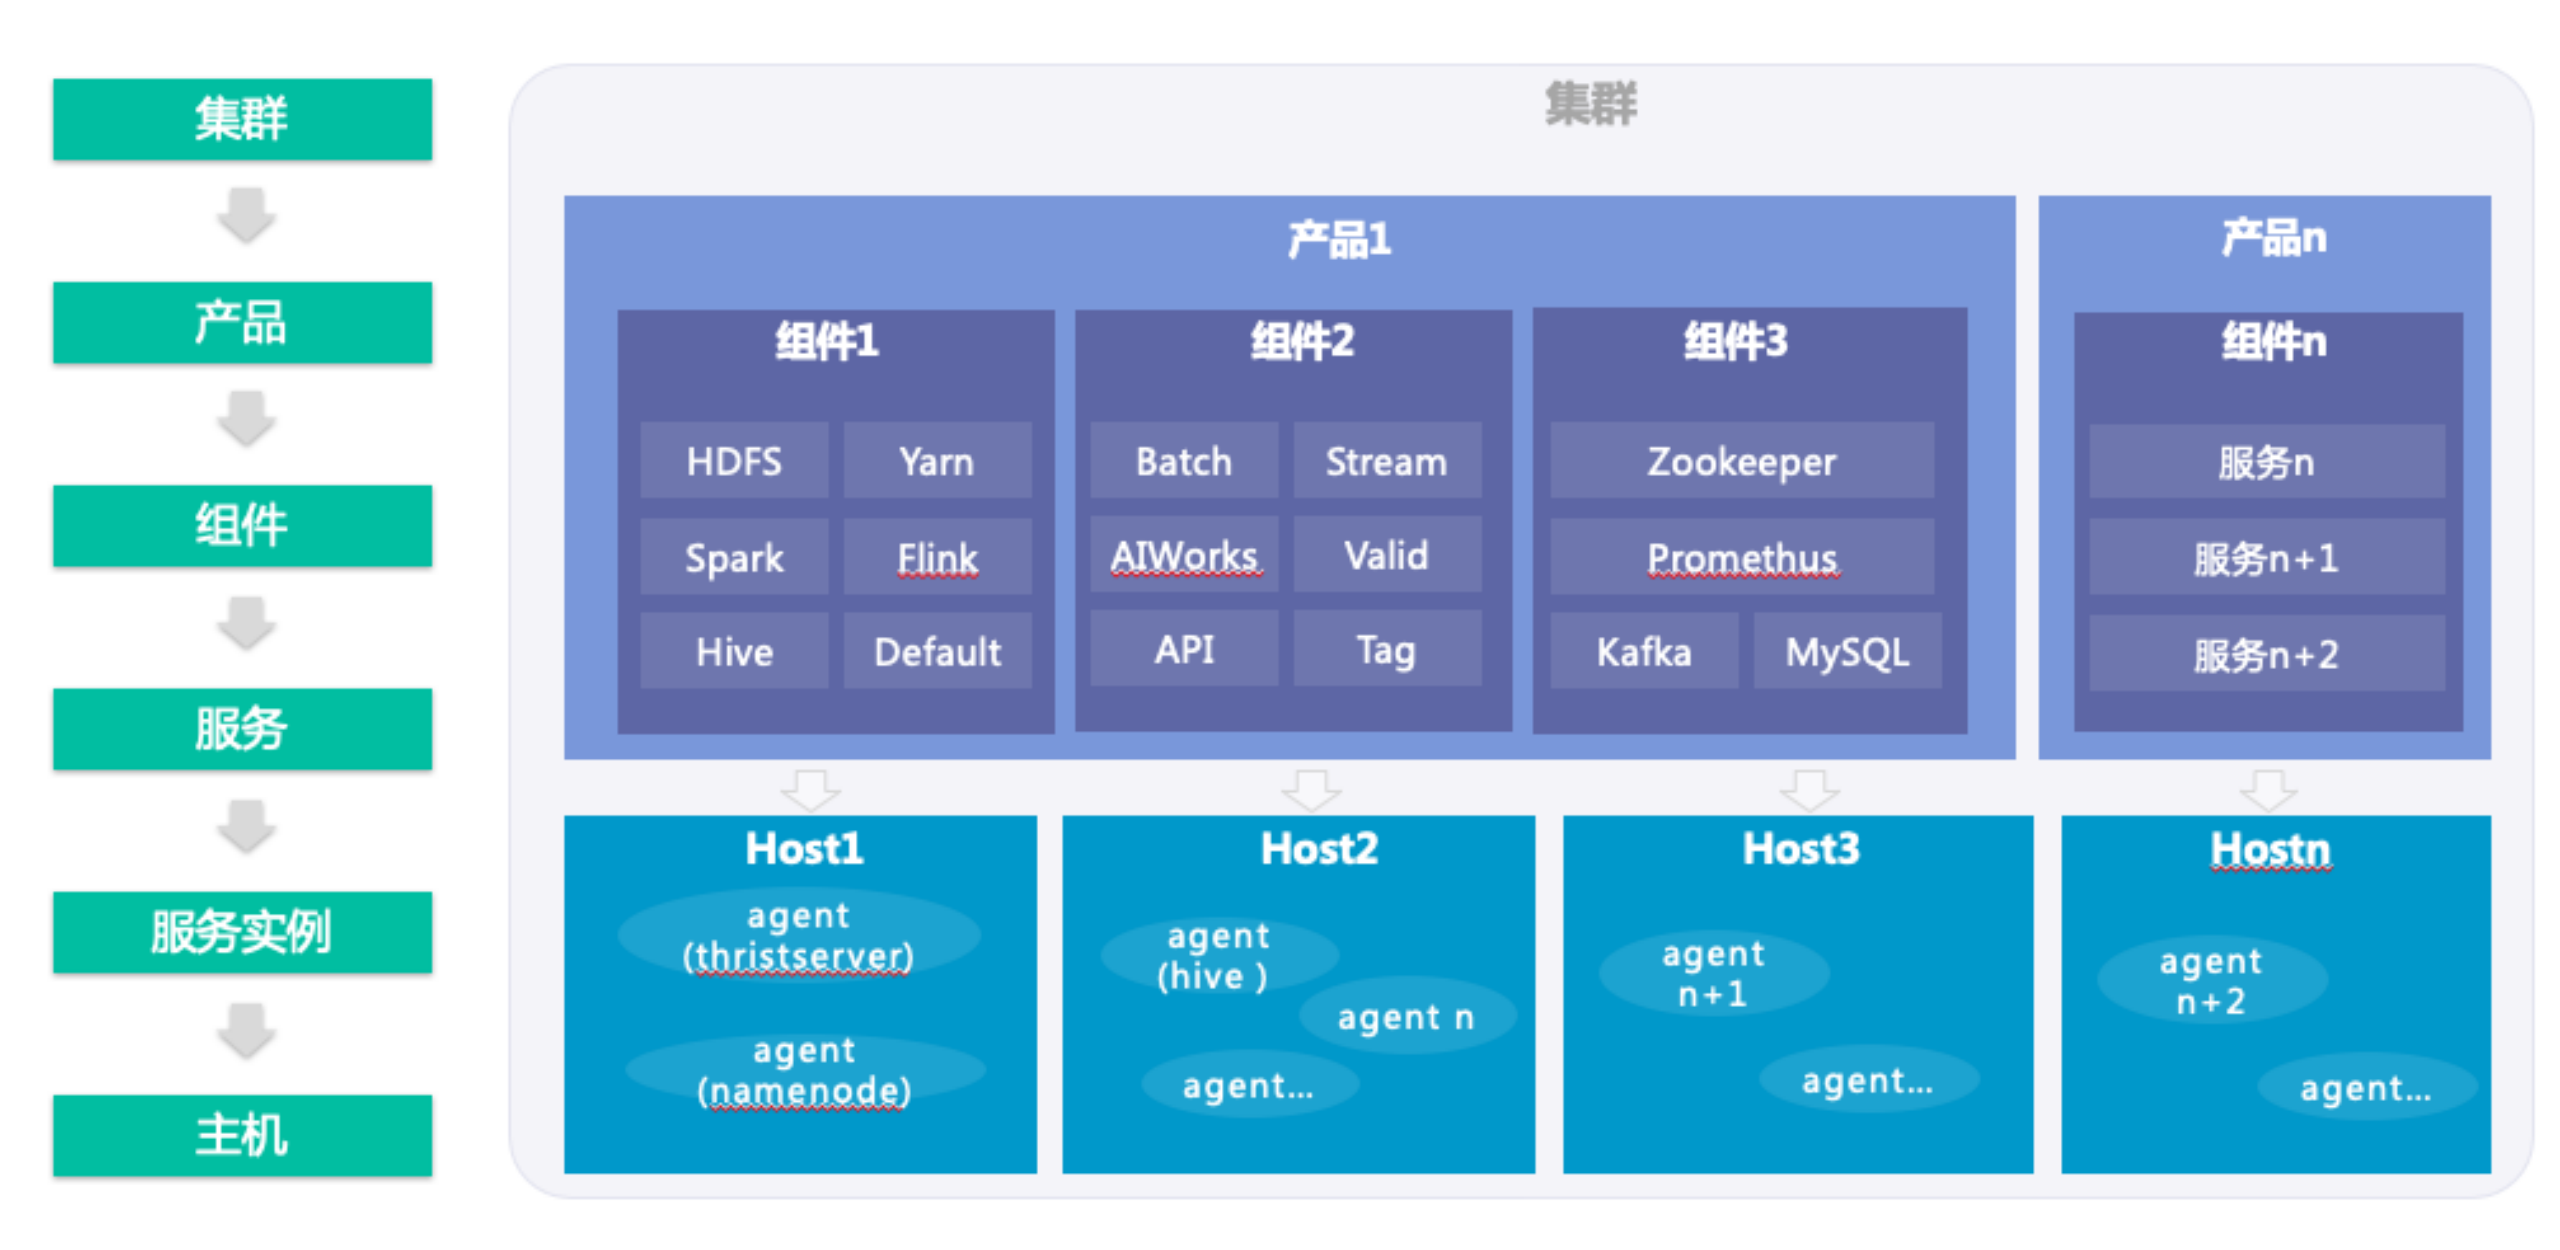 集群
产品
组件
服务
服务实例
主机
集群
产品1
组件1
HDFS
Yarn
Spark
Flink
Hive
Default
组件2
Batch
Stream
AIWorks
Valid
API
Tag
组件3
Zookeeper
Promethus
Kafka
MySQL
产品n
组件n
服务n
服务n+1
服务n+2
Host1
agent
(thristserver)
agent
(namenode)
Host2
agent
(hive )
agent n
agent...
Host3
agent
n+1
agent...
Hostn
agent
n+2
agent...